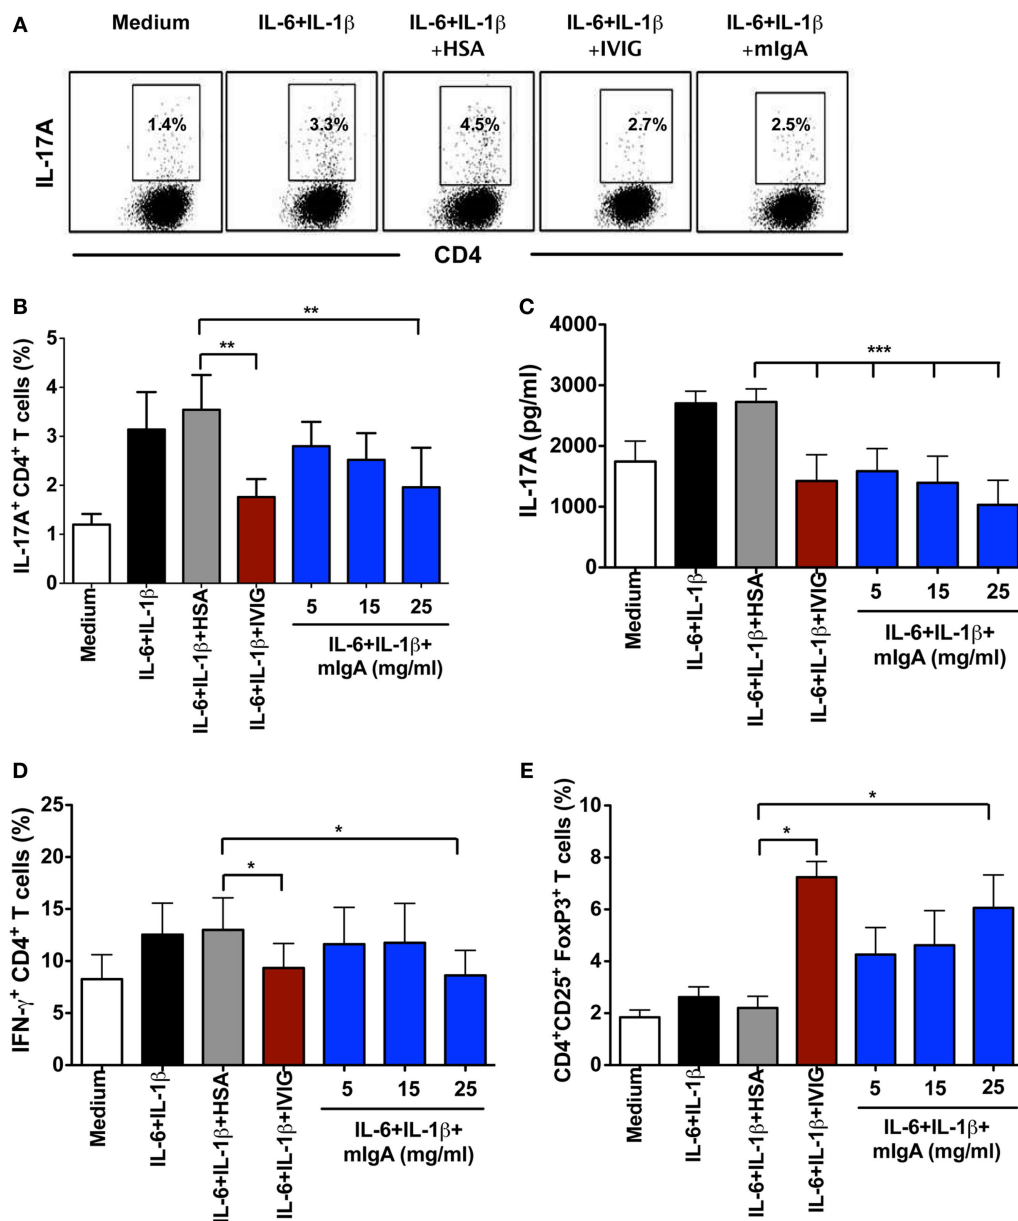 A
Medium
IL-6+IL-1β
IL-6+IL-1β
+HSA
IL-6+IL-1β
+IVIG
IL-6+IL-1β
+mIgA
IL-17A
1.4%
3.3%
4.5%
2.7%
2.5%
CD4
B
IL-17A⁺ CD4⁺ T cells (%)
5
4
3
2
1
0
**
**
Medium
IL-6+IL-1β
IL-6+IL-1β+HSA
IL-6+IL-1β+IVIG
5 15 25
IL-6+IL-1β+
mIgA (mg/ml)
C
IL-17A (pg/ml)
4000
3000
2000
1000
0
***
Medium
IL-6+IL-1β
IL-6+IL-1β+HSA
IL-6+IL-1β+IVIG
5 15 25
IL-6+IL-1β+
mIgA (mg/ml)
D
IFN-γ⁺ CD4⁺ T cells (%)
25
20
15
10
5
0
*
*
Medium
IL-6+IL-1β
IL-6+IL-1β+HSA
IL-6+IL-1β+IVIG
5 15 25
IL-6+IL-1β+
mIgA (mg/ml)
E
CD4⁺CD25⁺ FoxP3⁺ T cells (%)
10
8
6
4
2
0
*
*
Medium
IL-6+IL-1β
IL-6+IL-1β+HSA
IL-6+IL-1β+IVIG
5 15 25
IL-6+IL-1β+
mIgA (mg/ml)